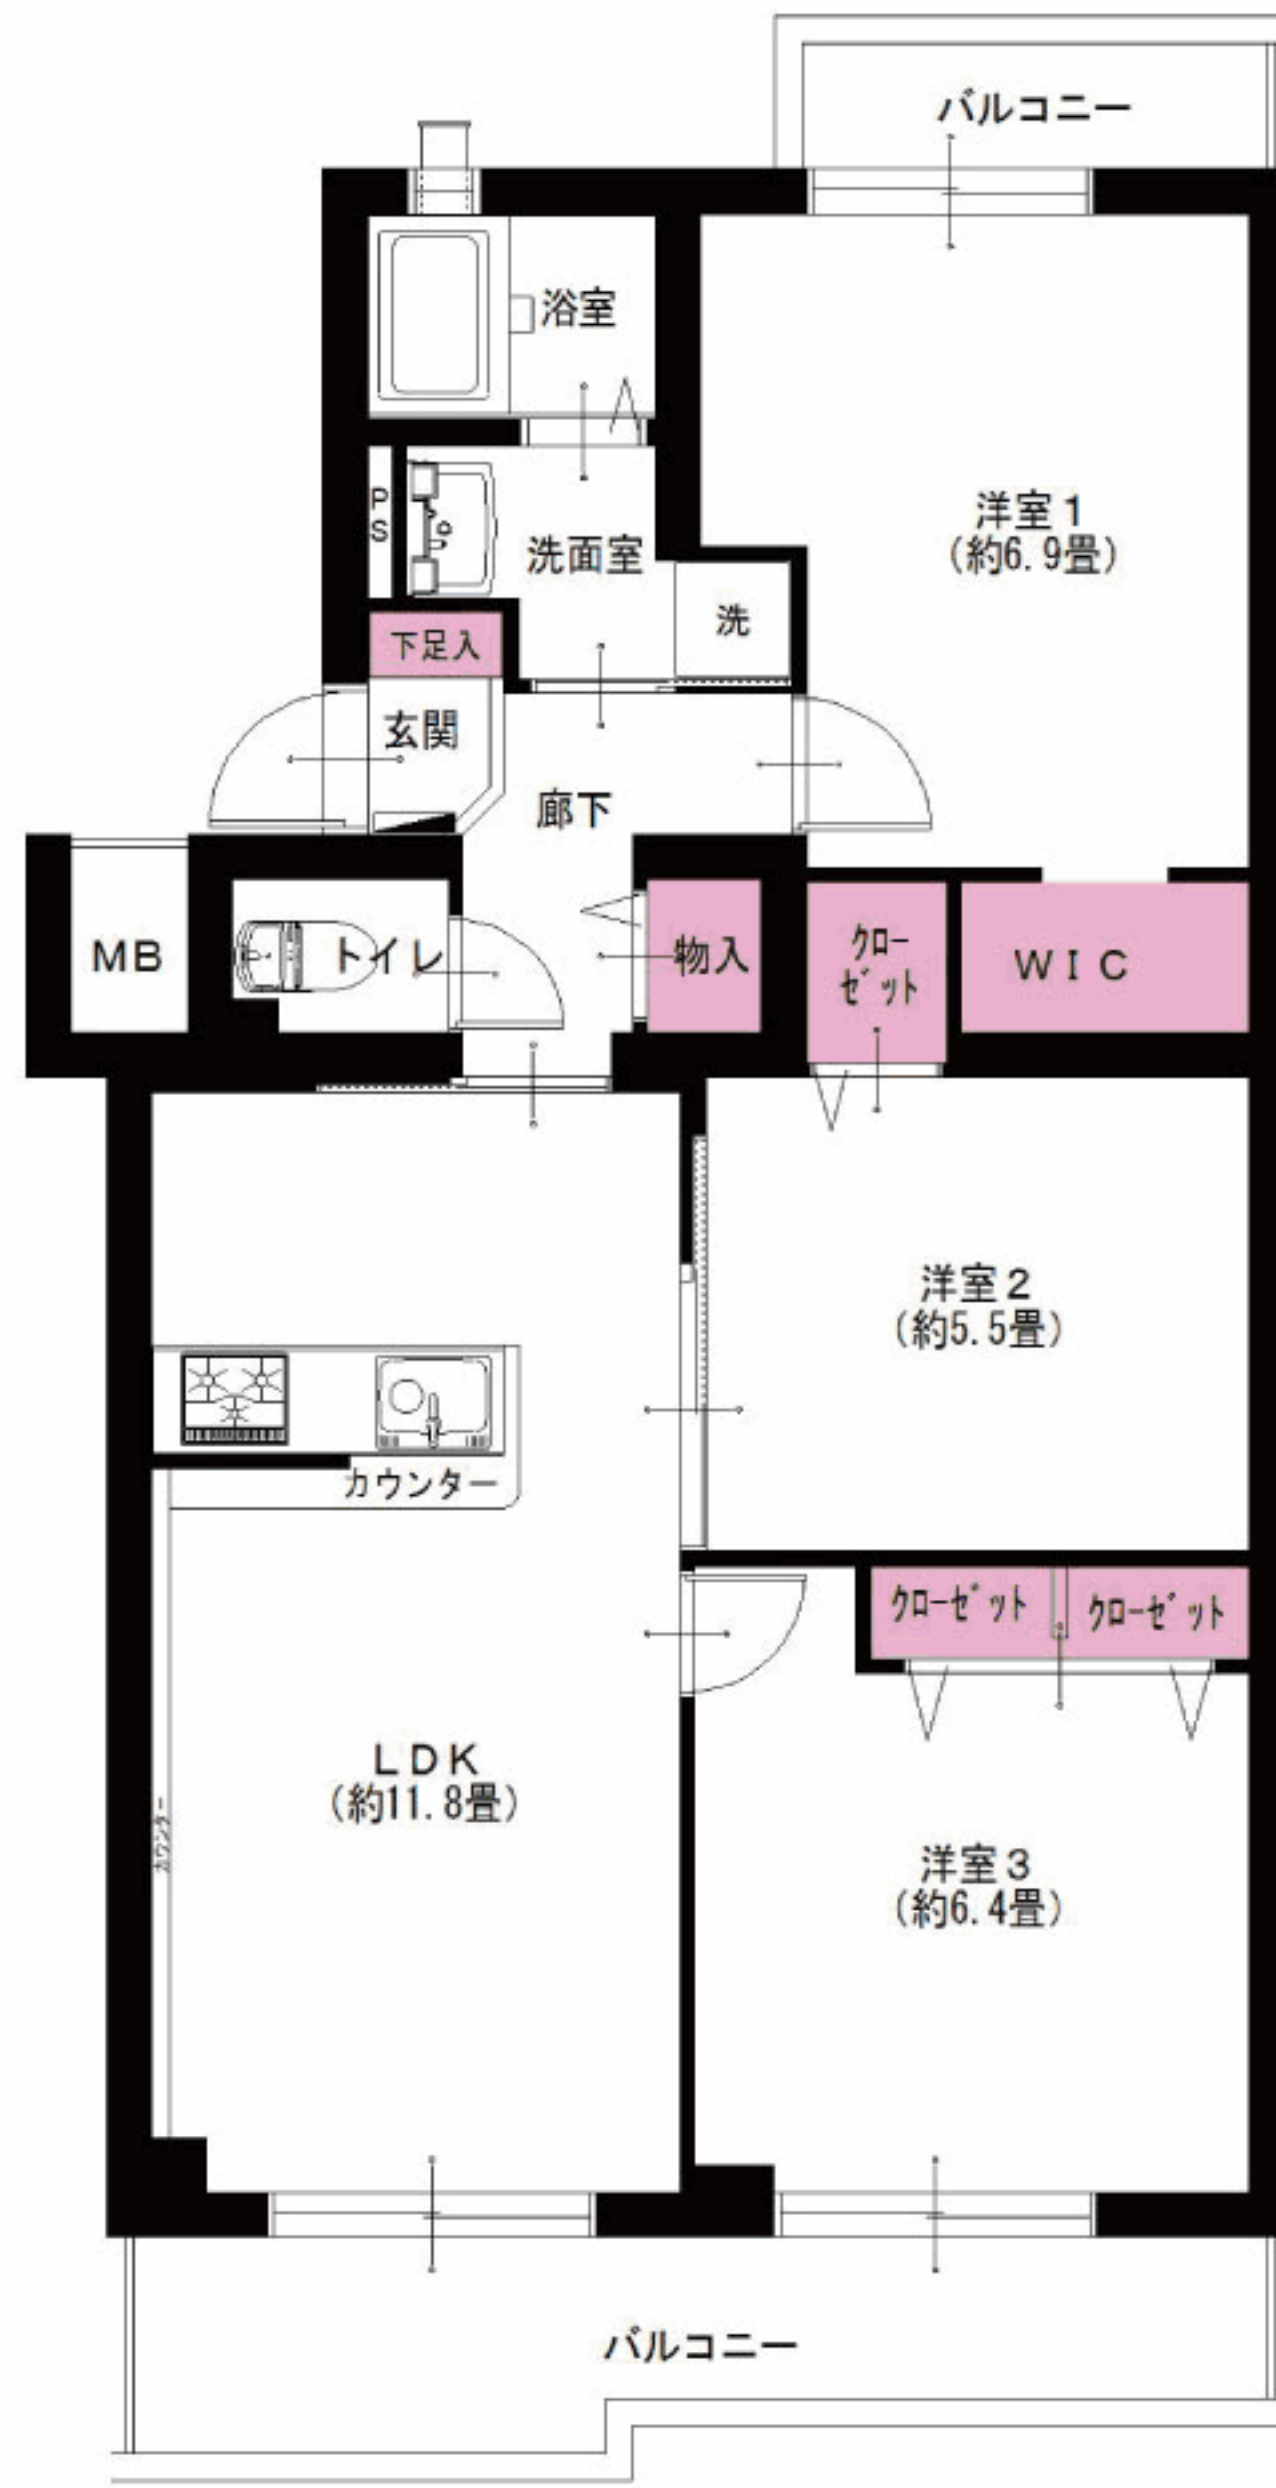 バルコニー
浴室
洋室1
(約6.9畳)
PS
洗面室
洗
下足入
玄関
廊下
MB
トイレ
物入
クロー
ゼット
WIC
洋室2
(約5.5畳)
カウンター
クローゼット
クローゼット
LDK
(約11.8畳)
カウンター
洋室3
(約6.4畳)
バルコニー